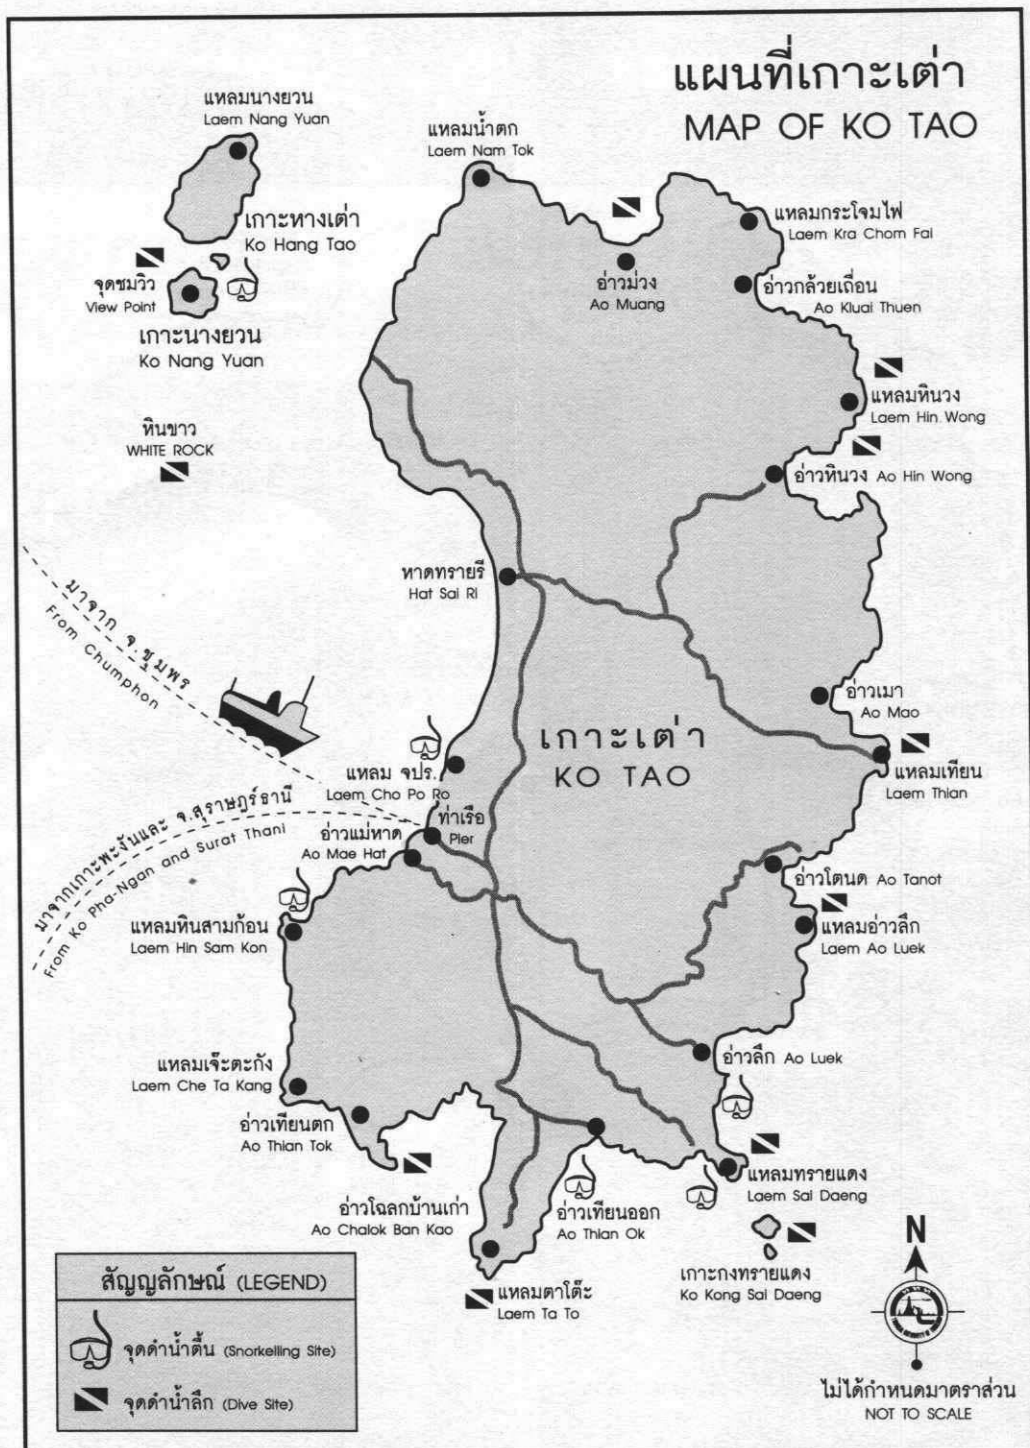 แผนที่เกาะเต่า
MAP OF KO TAO
แหลมนางยวน
Laem Nang Yuan
แหลมน้ำตก
Laem Nam Tok
เกาะหางเต่า
Ko Hang Tao
แหลมกระโจมไฟ
Laem Kra Chom Fai
จุดชมวิว
View Point
อ่าวม่วง
Ao Muang
อ่าวกล้วยเถื่อน
Ao Kluai Thuen
เกาะนางยวน
Ko Nang Yuan
แหลมหินวง
Laem Hin Wong
หินขาว
WHITE ROCK
อ่าวหินวง Ao Hin Wong
หาดทรายรี
Hat Sai Ri
มาจาก จ.ชุมพร
From Chumphon
อ่าวเมา
Ao Mao
เกาะเต่า
KO TAO
แหลม จปร.
Laem Cho Po Ro
แหลมเทียน
Laem Thian
ท่าเรือ
Pier
อ่าวแม่หาด
Ao Mae Hat
มาจากเกาะพะงันและ จ.สุราษฎร์ธานี
From Ko Pha-Ngan and Surat Thani
อ่าวโตนด Ao Tanot
แหลมหินสามก้อน
Laem Hin Sam Kon
แหลมอ่าวลึก
Laem Ao Luek
อ่าวลึก Ao Luek
แหลมเจ๊ะตะกัง
Laem Che Ta Kang
อ่าวเทียนตก
Ao Thian Tok
แหลมทรายแดง
Laem Sai Daeng
อ่าวโฉลกบ้านเก่า
Ao Chalok Ban Kao
อ่าวเทียนออก
Ao Thian Ok
เกาะกงทรายแดง
Ko Kong Sai Daeng
แหลมตาโต๊ะ
Laem Ta To
สัญญลักษณ์ (LEGEND)
จุดดำน้ำตื้น (Snorkelling Site)
จุดดำน้ำลึก (Dive Site)
N
ไม่ได้กำหนดมาตราส่วน
NOT TO SCALE